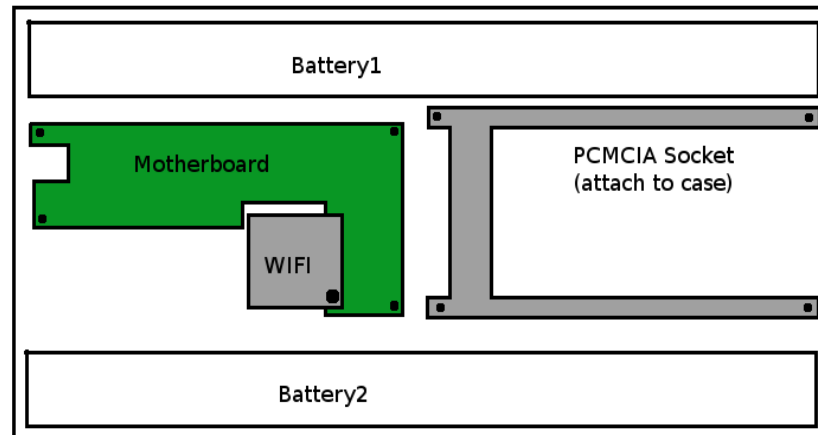 Battery1
Motherboard
PCMCIA Socket
(attach to case)
WIFI
Battery2